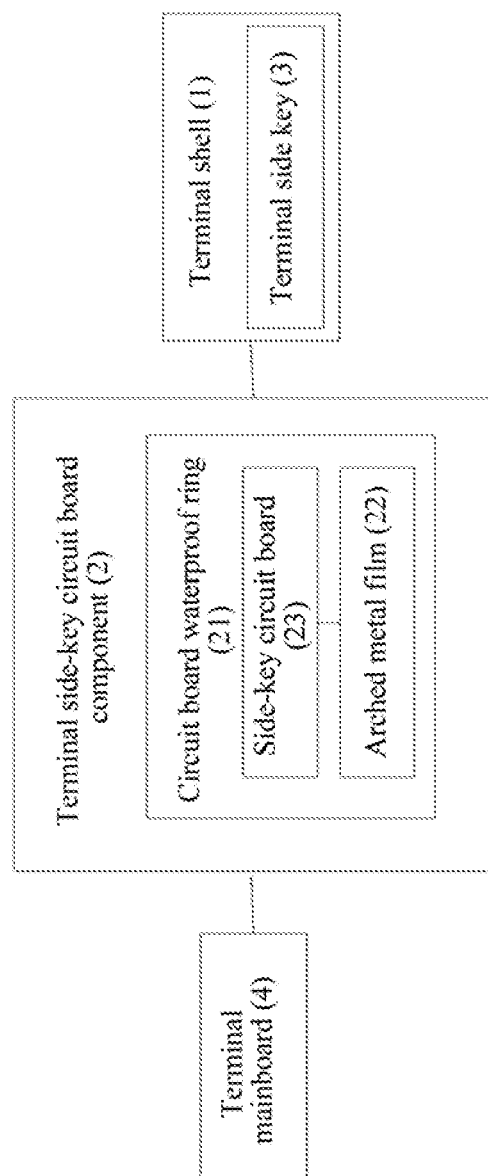 Terminal
mainboard (4)
Terminal side-key circuit board
component (2)
Circuit board waterproof ring
(21)
Side-key circuit board
(23)
Arched metal film (22)
Terminal shell (1)
Terminal side key (3)